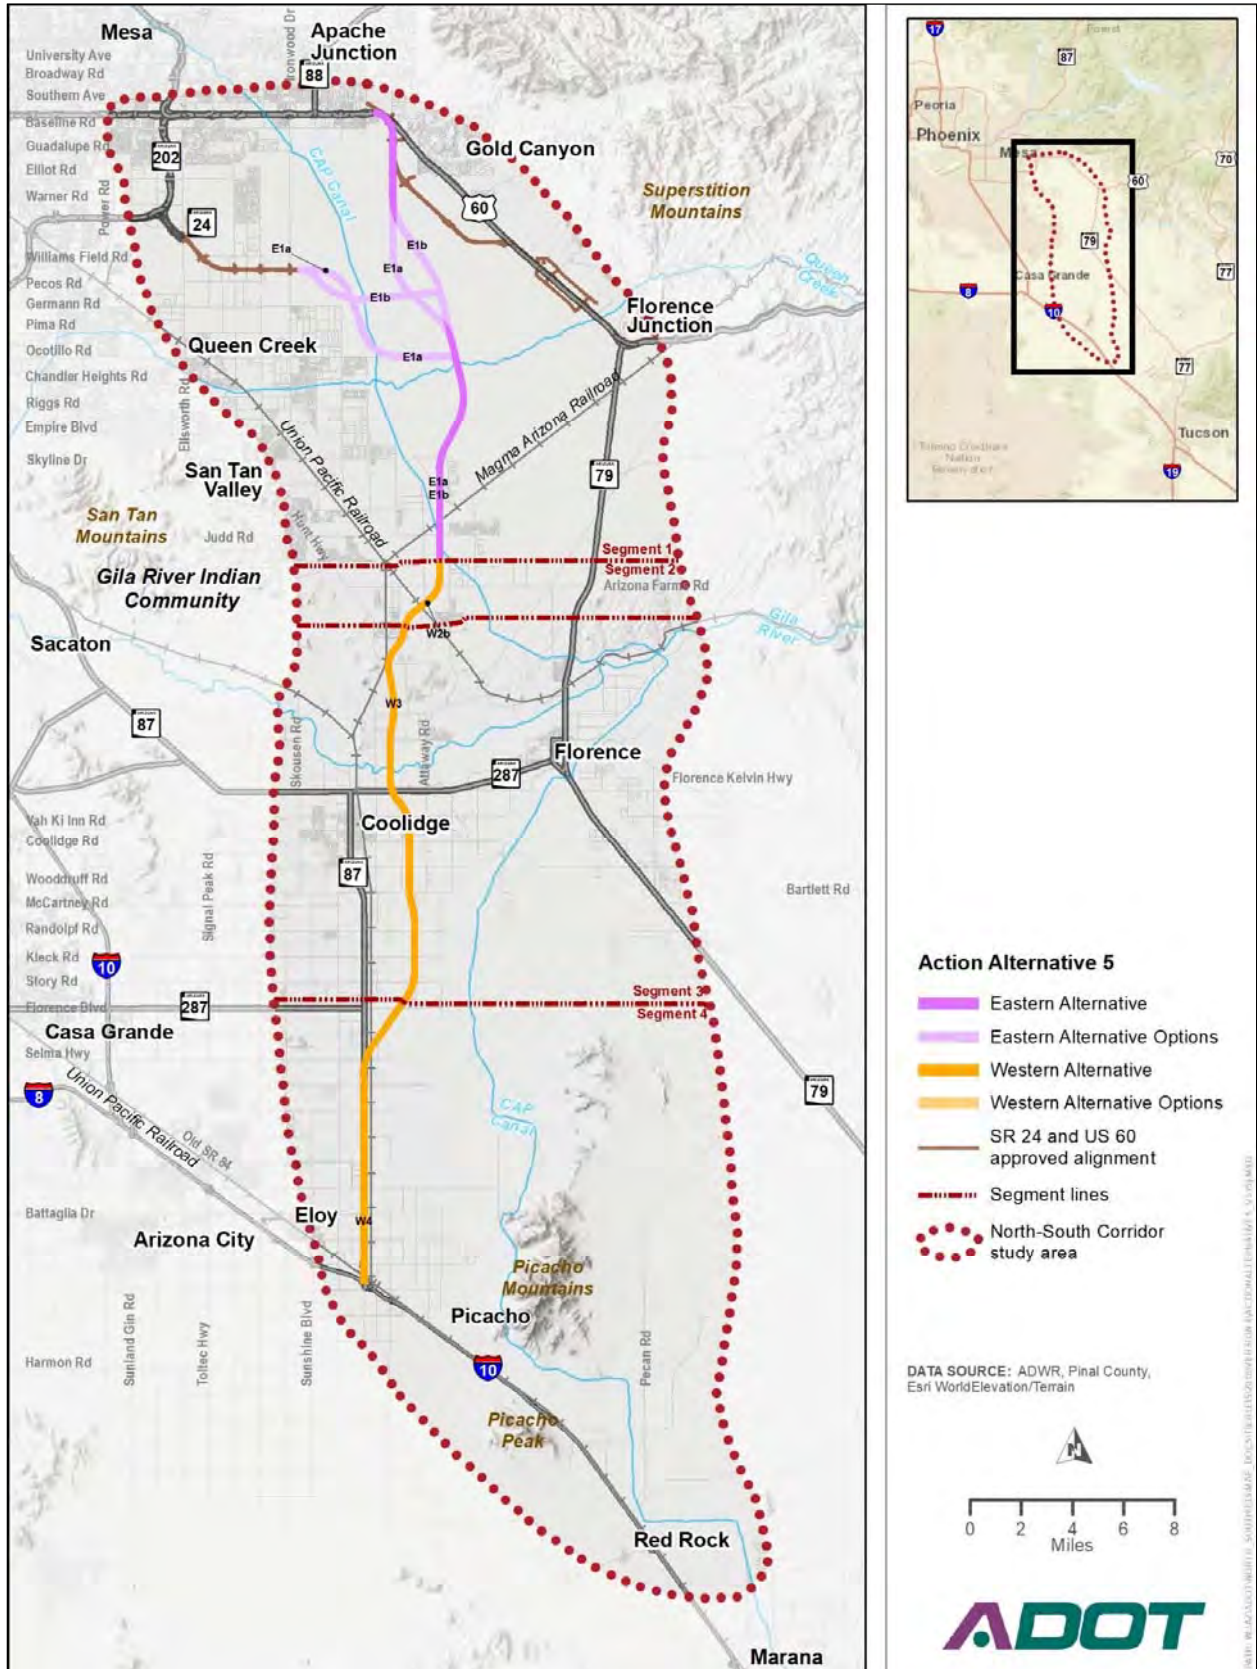 Mesa
Apache
Junction
Ironwood Dr
University Ave
Broadway Rd
Southern Ave
Baseline Rd
Guadalupe Rd
Elliot Rd
Warner Rd
Power Rd
Williams Field Rd
Pecos Rd
Germann Rd
Pima Rd
Ocotillo Rd
Chandler Heights Rd
Riggs Rd
Empire Blvd
Skyline Dr
88
202
24
60
CAP Canal
Gold Canyon
Superstition
Mountains
Queen
Creek
E1a
E1b
E1a
E1b
E1a
Florence
Junction
Queen Creek
Ellsworth Rd
Union Pacific Railroad
Magma Arizona Railroad
79
San Tan
Valley
E1a
E1b
San Tan
Mountains
Judd Rd
Hunt Hwy
Segment 1
Segment 2
Arizona Farms Rd
Gila River Indian
Community
W2b
Gila
River
Sacaton
W3
87
Skousen Rd
Attaway Rd
Florence
287
Florence Kelvin Hwy
Vah Ki Inn Rd
Coolidge Rd
Coolidge
87
Wooddruff Rd
McCartney Rd
Randolpf Rd
Kleck Rd
Story Rd
Florence Blvd
Signal Peak Rd
Bartlett Rd
10
287
Segment 3
Segment 4
Casa Grande
Selma Hwy
8
Union Pacific Railroad
Old SR 84
79
CAP
Canal
Battaglia Dr
Eloy
W4
Arizona City
Picacho
Mountains
Picacho
Sunland Gin Rd
Toltec Hwy
Sunshine Blvd
Pecan Rd
Harmon Rd
10
Picacho
Peak
Red Rock
Marana
17
87
Peoria
Phoenix
Mesa
70
60
79
77
Casa Grande
8
10
77
Tucson
19
Action Alternative 5
Eastern Alternative
Eastern Alternative Options
Western Alternative
Western Alternative Options
SR 24 and US 60
approved alignment
Segment lines
North-South Corridor
study area
DATA SOURCE: ADWR, Pinal County,
Esri WorldElevation/Terrain
N
0 2 4 6 8
Miles
ADOT